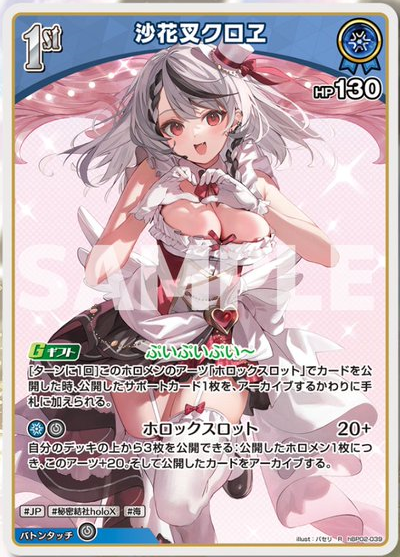 1st
沙花叉クロヱ
HP 130
SAMPLE
Gギフト ぷいぷいぷい～
[ターンに1回]このホロメンのアーツ「ホロックスロット」でカードを
公開した時、公開したサポートカード1枚を、アーカイブするかわりに手
札に加えられる。
ホロックスロット 20+
自分のデッキの上から3枚を公開できる：公開したホロメン1枚につ
き、このアーツ+20。そして公開したカードをアーカイブする。
#JP #秘密結社holoX #海
バトンタッチ
illust：パセリ R hBP02-039